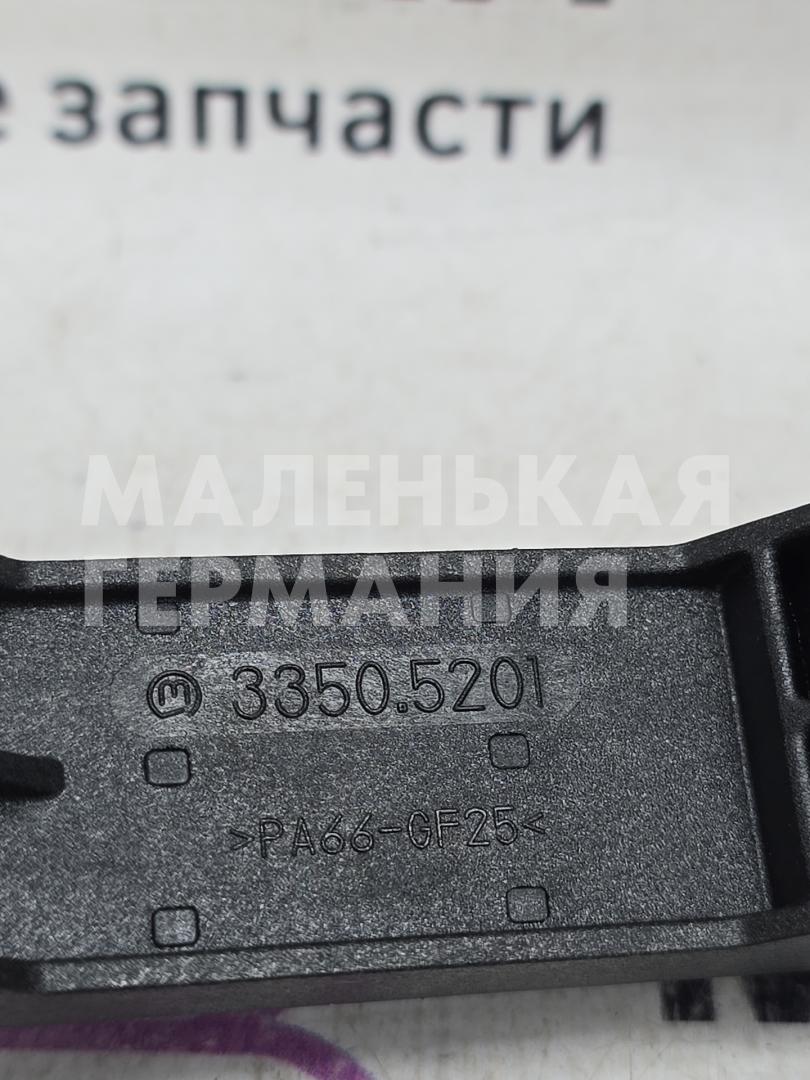 запчасти
МАЛЕНЬКАЯ
ГЕРМАНИЯ
m 3350.5201
>PA66-GF25<